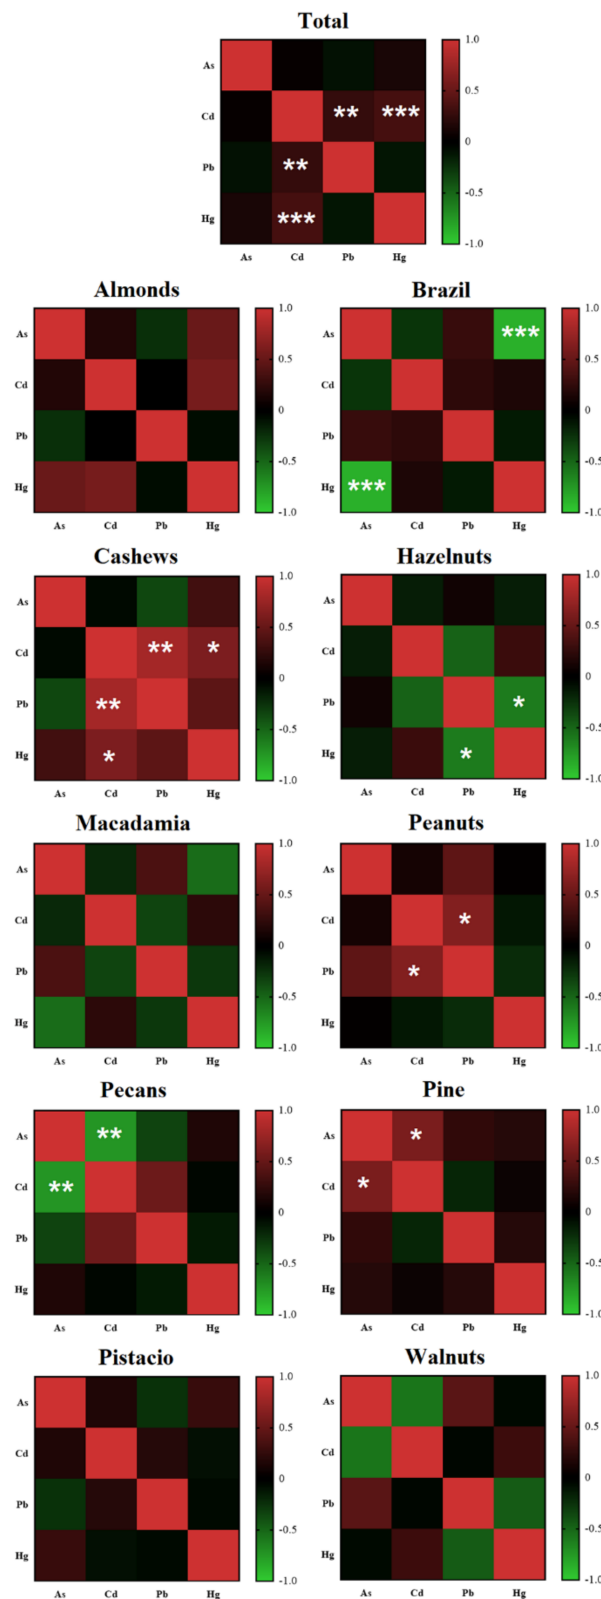 Total
As
Cd ** ***
Pb **
Hg ***
As Cd Pb Hg
1.0
0.5
0
-0.5
-1.0
Almonds
As
Cd
Pb
Hg
As Cd Pb Hg
1.0
0.5
0
-0.5
-1.0
Brazil
As ***
Cd
Pb
Hg ***
As Cd Pb Hg
1.0
0.5
0
-0.5
-1.0
Cashews
As
Cd ** *
Pb **
Hg *
As Cd Pb Hg
1.0
0.5
0
-0.5
-1.0
Hazelnuts
As
Cd
Pb *
Hg *
As Cd Pb Hg
1.0
0.5
0
-0.5
-1.0
Macadamia
As
Cd
Pb
Hg
As Cd Pb Hg
1.0
0.5
0
-0.5
-1.0
Peanuts
As
Cd *
Pb *
Hg
As Cd Pb Hg
1.0
0.5
0
-0.5
-1.0
Pecans
As **
Cd **
Pb
Hg
As Cd Pb Hg
1.0
0.5
0
-0.5
-1.0
Pine
As *
Cd *
Pb
Hg
As Cd Pb Hg
1.0
0.5
0
-0.5
-1.0
Pistacio
As
Cd
Pb
Hg
As Cd Pb Hg
1.0
0.5
0
-0.5
-1.0
Walnuts
As
Cd
Pb
Hg
As Cd Pb Hg
1.0
0.5
0
-0.5
-1.0